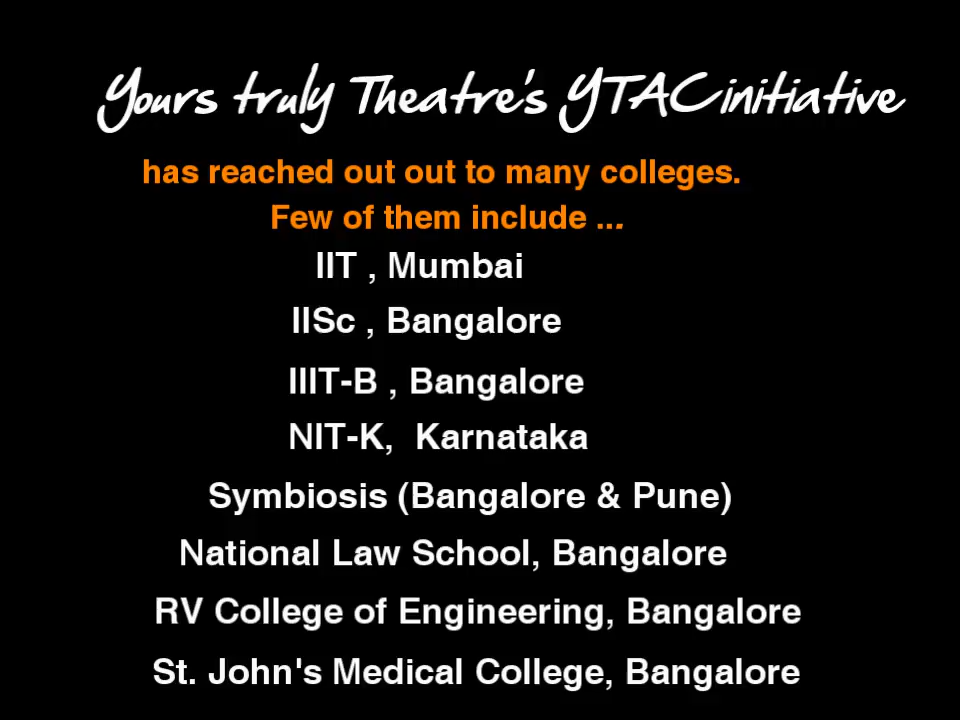 Yours truly Theatre's YTAC initiative
has reached out out to many colleges.
Few of them include ...
IIT , Mumbai
IISc , Bangalore
IIIT-B , Bangalore
NIT-K,  Karnataka
Symbiosis (Bangalore & Pune)
National Law School, Bangalore
RV College of Engineering, Bangalore
St. John's Medical College, Bangalore